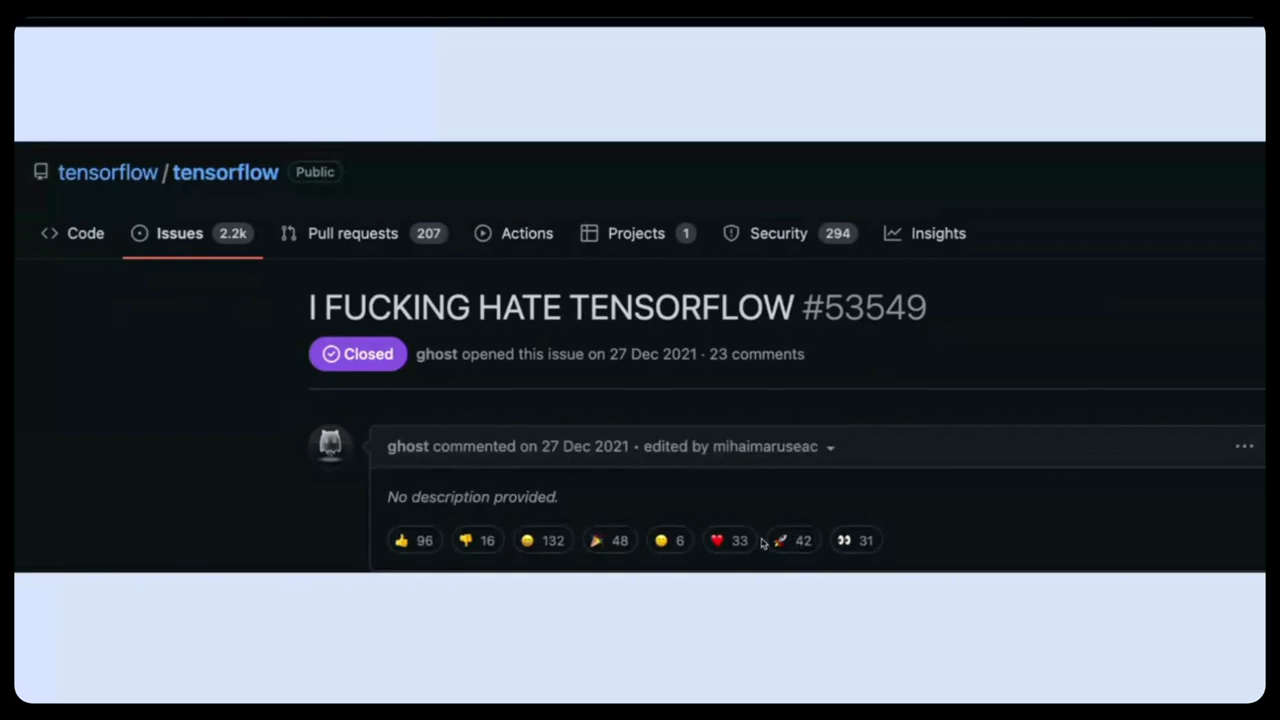 tensorflow / tensorflow Public
Code Issues 2.2k Pull requests 207 Actions Projects 1 Security 294 Insights
I FUCKING HATE TENSORFLOW #53549
Closed ghost opened this issue on 27 Dec 2021 · 23 comments
ghost commented on 27 Dec 2021 • edited by mihaimaruseac
No description provided.
96 16 132 48 6 33 42 31